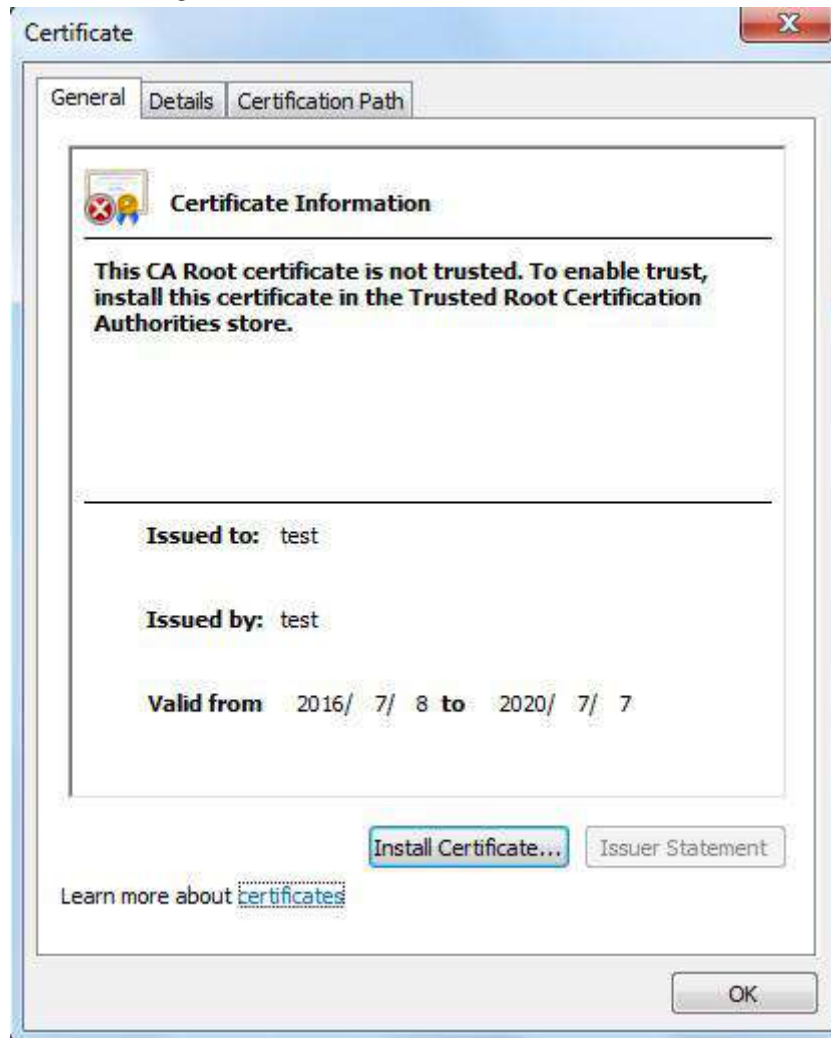 Certificate
General Details Certification Path
Certificate Information
This CA Root certificate is not trusted. To enable trust,
install this certificate in the Trusted Root Certification
Authorities store.
Issued to: test
Issued by: test
Valid from 2016/ 7/ 8 to 2020/ 7/ 7
Install Certificate... Issuer Statement
Learn more about certificates
OK